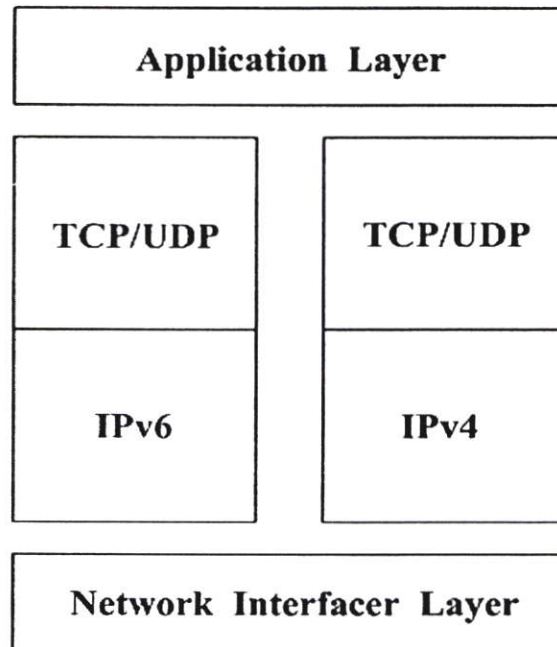 Application Layer
TCP/UDP
TCP/UDP
IPv6
IPv4
Network Interfacer Layer